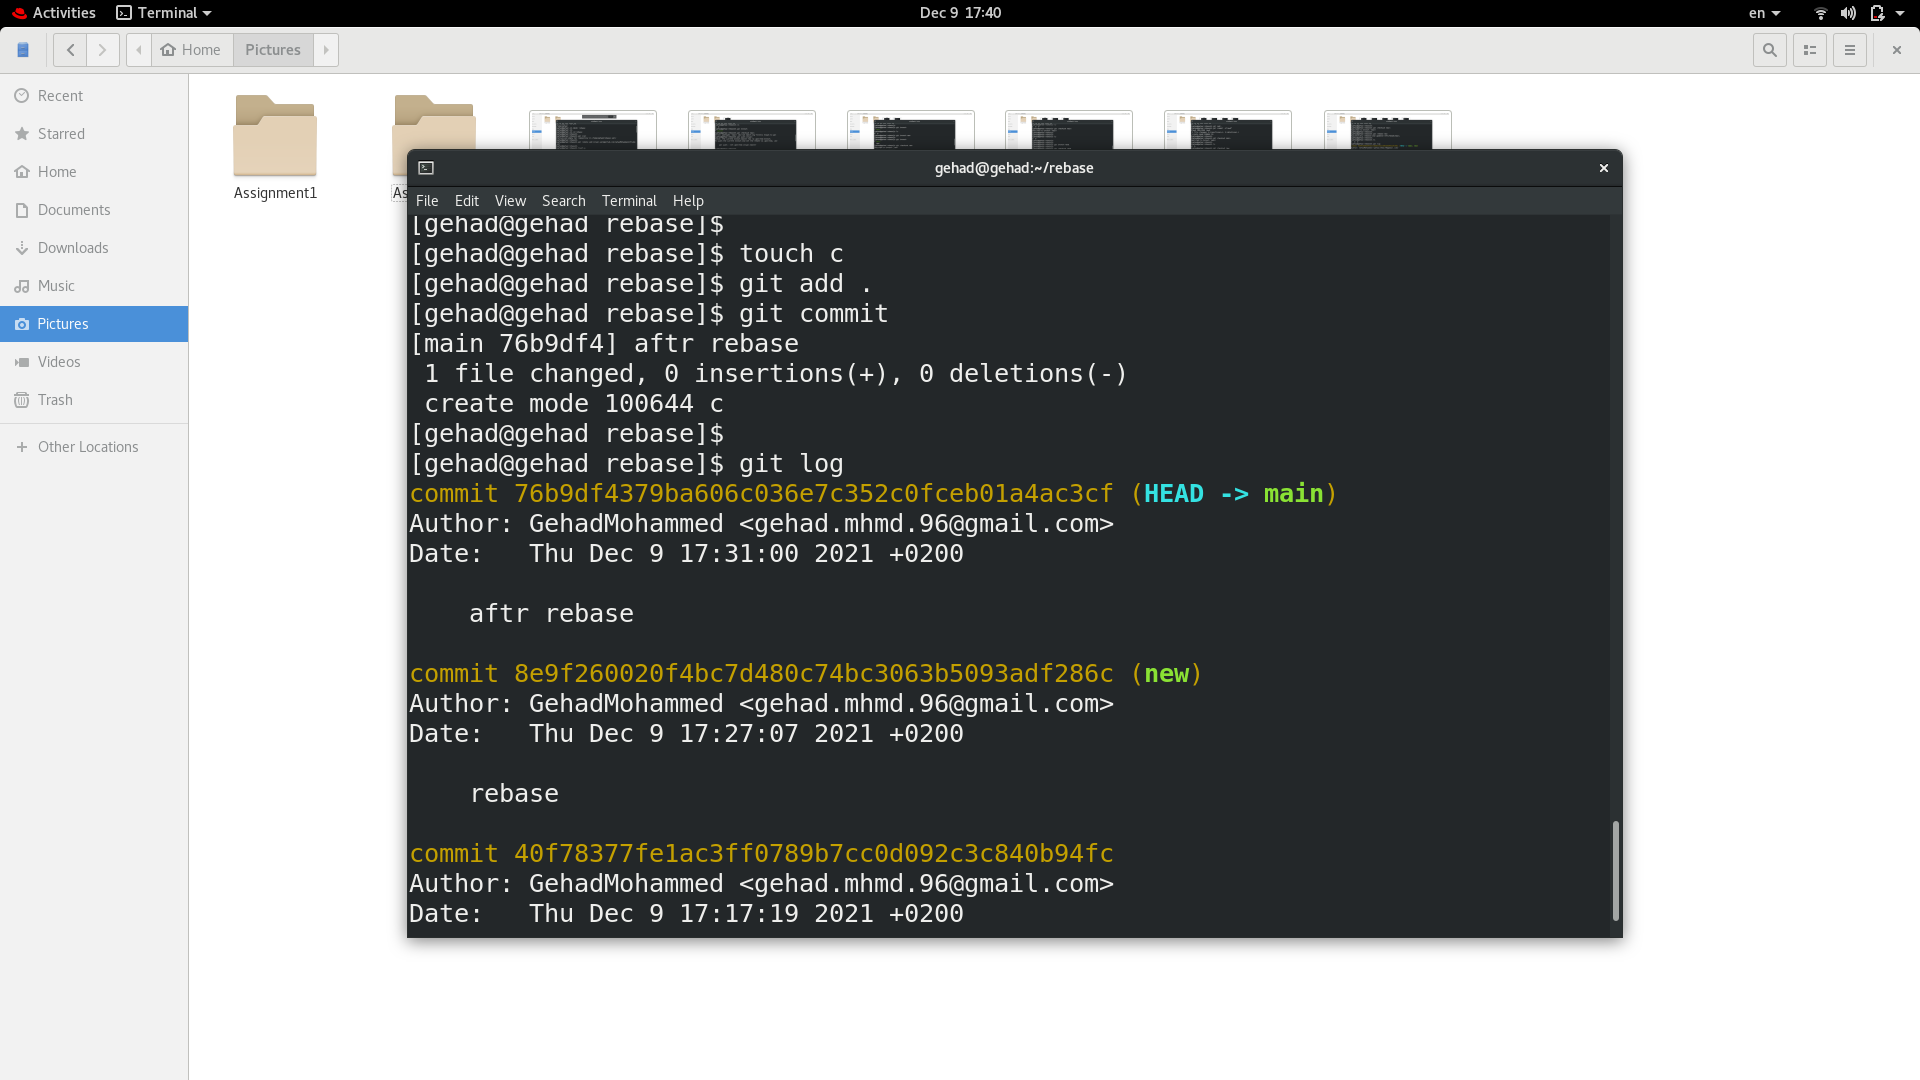 Activities
Terminal
Dec 9 17:40
en
Home
Pictures
Recent
Starred
Home
Documents
Downloads
Music
Pictures
Videos
Trash
Other Locations
Assignment1
As
gehad@gehad:~/rebase
File Edit View Search Terminal Help
[gehad@gehad rebase]$
[gehad@gehad rebase]$ touch c
[gehad@gehad rebase]$ git add .
[gehad@gehad rebase]$ git commit
[main 76b9df4] aftr rebase
 1 file changed, 0 insertions(+), 0 deletions(-)
 create mode 100644 c
[gehad@gehad rebase]$
[gehad@gehad rebase]$ git log
commit 76b9df4379ba606c036e7c352c0fceb01a4ac3cf (HEAD -> main)
Author: GehadMohammed <gehad.mhmd.96@gmail.com>
Date:   Thu Dec 9 17:31:00 2021 +0200
    aftr rebase
commit 8e9f260020f4bc7d480c74bc3063b5093adf286c (new)
Author: GehadMohammed <gehad.mhmd.96@gmail.com>
Date:   Thu Dec 9 17:27:07 2021 +0200
    rebase
commit 40f78377fe1ac3ff0789b7cc0d092c3c840b94fc
Author: GehadMohammed <gehad.mhmd.96@gmail.com>
Date:   Thu Dec 9 17:17:19 2021 +0200